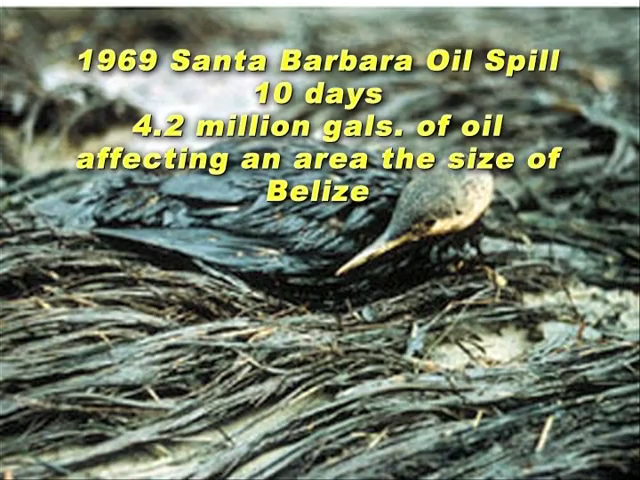 1969 Santa Barbara Oil Spill
10 days
4.2 million gals. of oil
affecting an area the size of
Belize